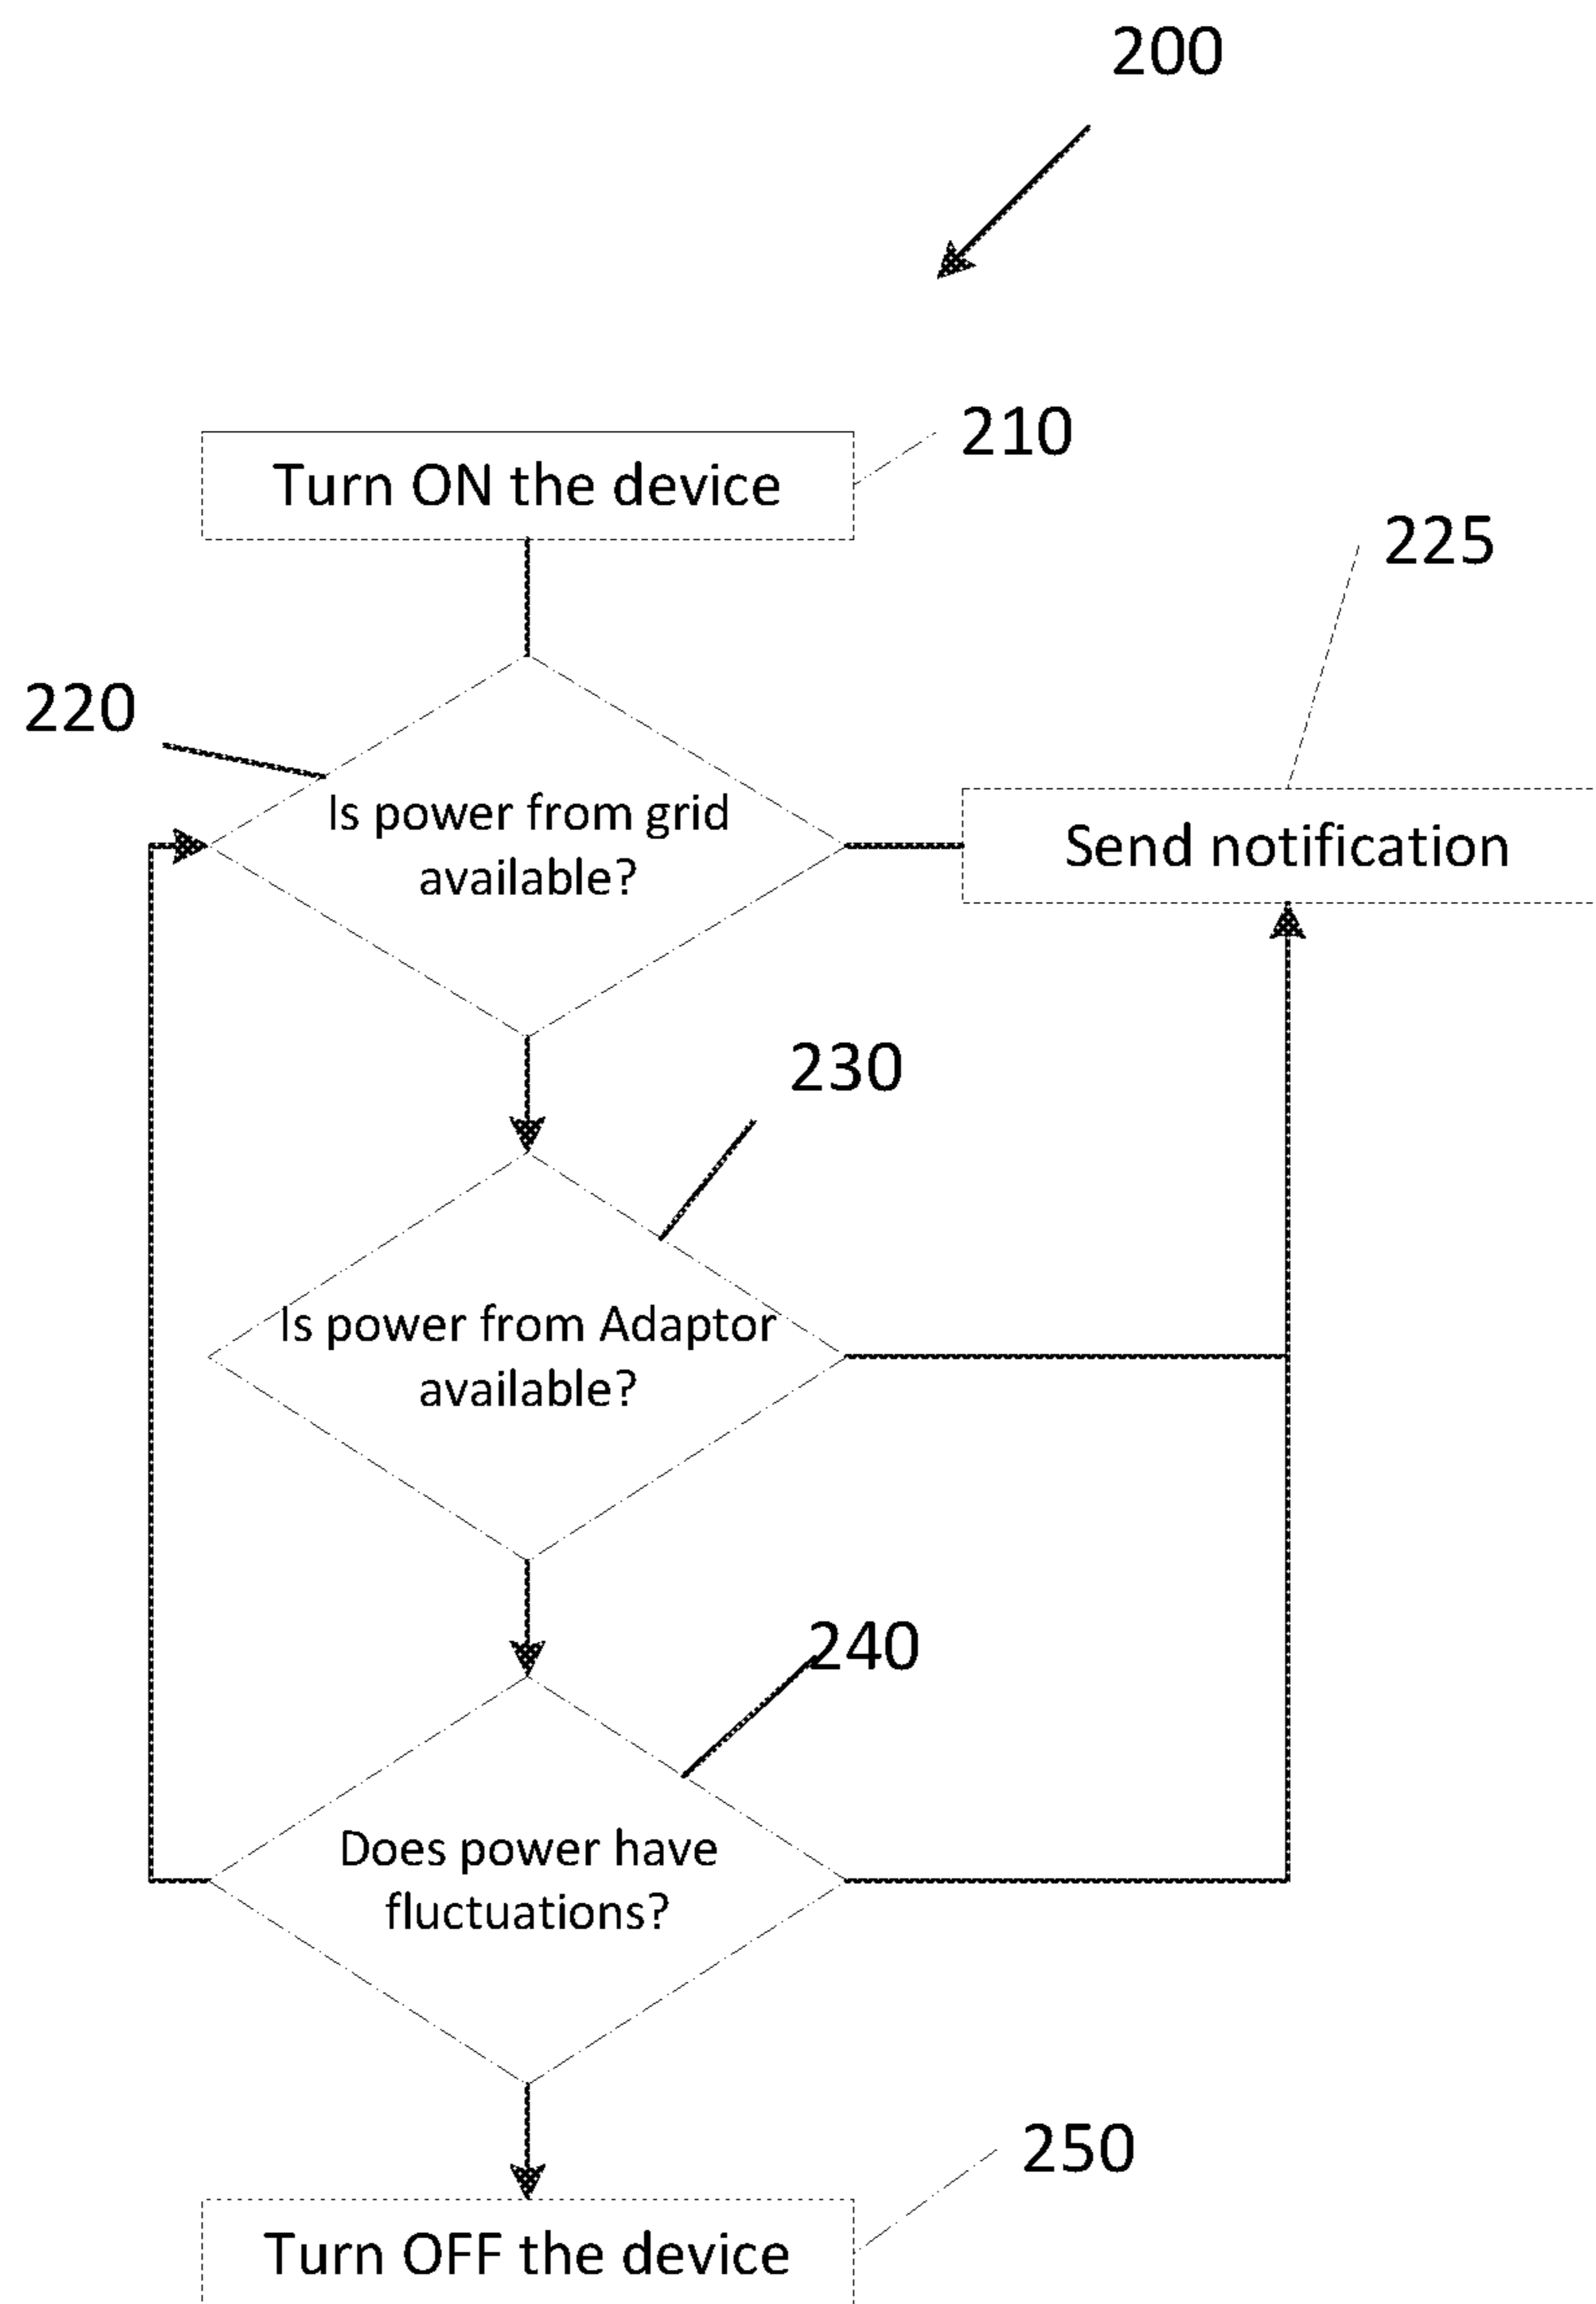 200
210
Turn ON the device
225
220
Is power from grid
available?
Send notification
230
Is power from Adaptor
available?
240
Does power have
fluctuations?
250
Turn OFF the device